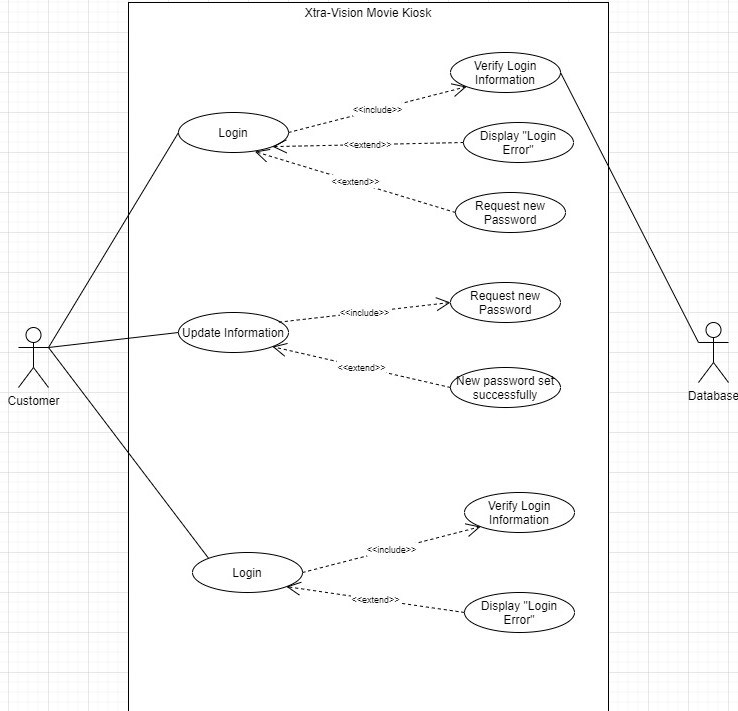 Xtra-Vision Movie Kiosk
Verify Login
Information
<<include>>
Login
Display "Login
Error"
<<extend>>
<<extend>>
Request new
Password
Request new
Password
<<include>>
Update Information
<<extend>>
New password set
successfully
Customer
Database
Verify Login
Information
<<include>>
Login
<<extend>>
Display "Login
Error"